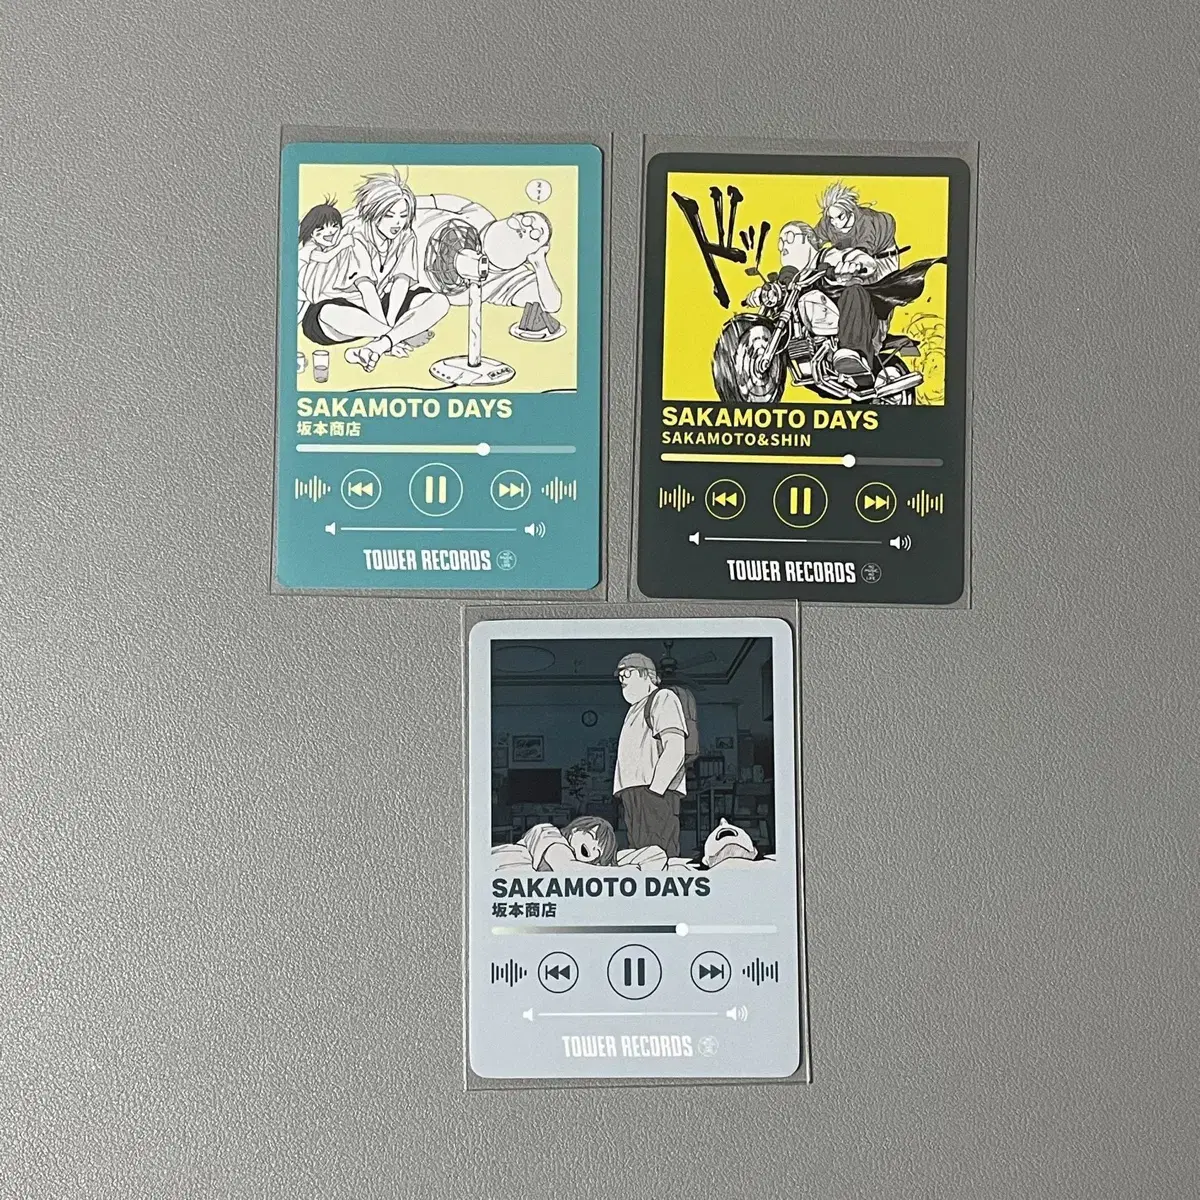 SAKAMOTO DAYS
坂本商店
TOWER RECORDS
ドドッ
SAKAMOTO DAYS
SAKAMOTO&SHIN
TOWER RECORDS
SAKAMOTO DAYS
坂本商店
TOWER RECORDS